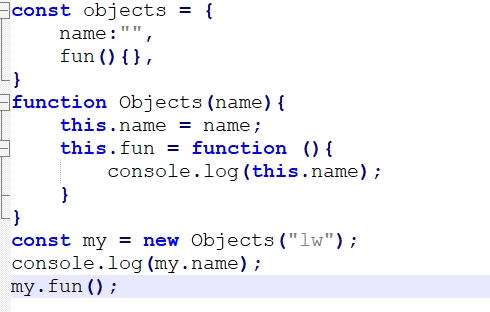 const objects = {
    name:"",
    fun(){},
}
function Objects(name){
    this.name = name;
    this.fun = function (){
        console.log(this.name);
    }
}
const my = new Objects("lw");
console.log(my.name);
my.fun();